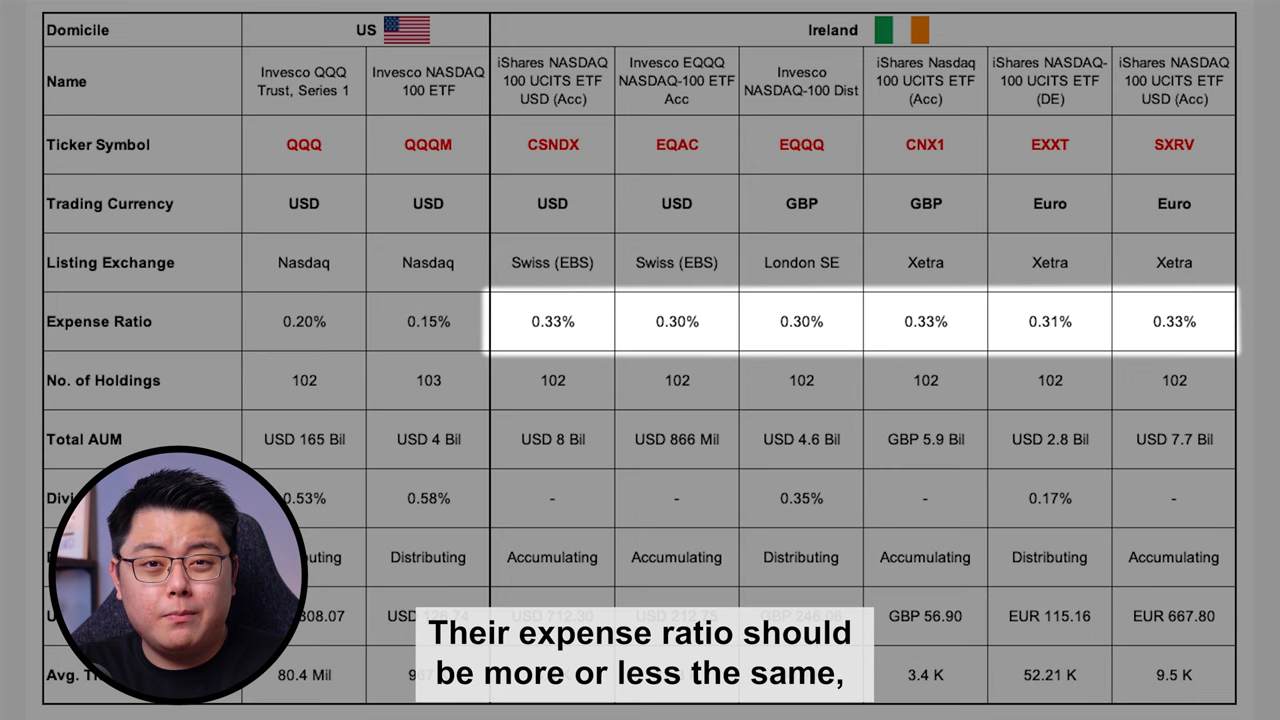 Domicile US Ireland
Name Invesco QQQ Trust, Series 1 Invesco NASDAQ 100 ETF iShares NASDAQ 100 UCITS ETF USD (Acc) Invesco EQQQ NASDAQ-100 ETF Acc Invesco NASDAQ-100 Dist iShares Nasdaq 100 UCITS ETF (Acc) iShares NASDAQ-100 UCITS ETF (DE) iShares NASDAQ 100 UCITS ETF USD (Acc)
Ticker Symbol QQQ QQQM CSNDX EQAC EQQQ CNX1 EXXT SXRV
Trading Currency USD USD USD USD GBP GBP Euro Euro
Listing Exchange Nasdaq Nasdaq Swiss (EBS) Swiss (EBS) London SE Xetra Xetra Xetra
Expense Ratio 0.20% 0.15% 0.33% 0.30% 0.30% 0.33% 0.31% 0.33%
No. of Holdings 102 103 102 102 102 102 102 102
Total AUM USD 165 Bil USD 4 Bil USD 8 Bil USD 866 Mil USD 4.6 Bil GBP 5.9 Bil USD 2.8 Bil USD 7.7 Bil
0.53% 0.58% - - 0.35% - 0.17% -
Distributing Accumulating Accumulating Distributing Accumulating Distributing Accumulating
USD USD 712.30 USD 212.75 GBP GBP 56.90 EUR 115.16 EUR 667.80
Avg. 80.4 Mil 3.4 K 52.21 K 9.5 K
Their expense ratio should
be more or less the same,